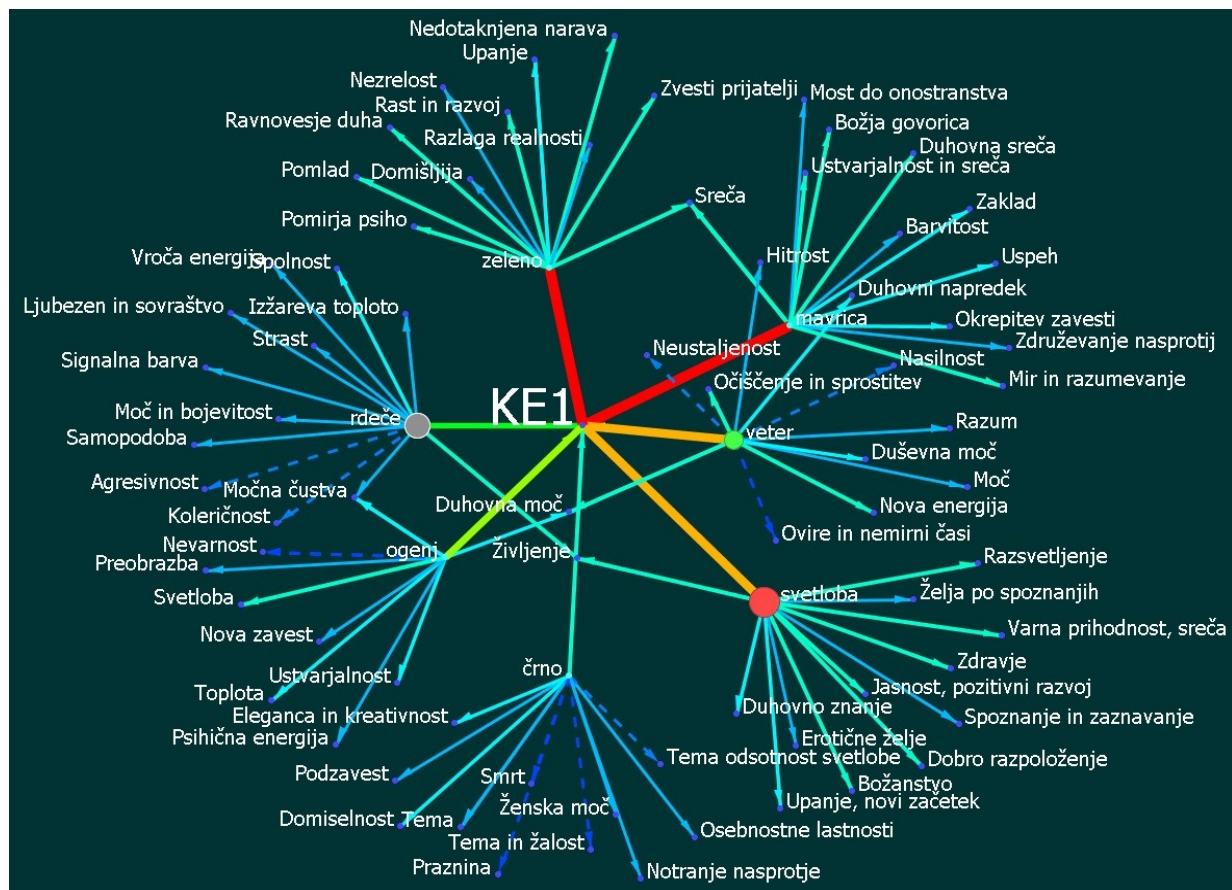 Nedotaknjena narava
Upanje
Nezrelost
Zvesti prijatelji
Most do onostranstva
Rast in razvoj
Ravnovesje duha
Razlaga realnosti
Božja govorica
Duhovna sreča
Ustvarjalnost in sreča
Pomlad
Domišljija
Sreča
Zaklad
Pomirja psiho
Barvitost
Vroča energija
Spolnost
zeleno
Hitrost
Uspeh
Duhovni napredek
Ljubezen in sovraštvo
Izžareva toploto
mavrica
Okrepitev zavesti
Strast
Združevanje nasprotij
Neustaljenost
Nasilnost
Signalna barva
Očiščenje in sprostitev
Mir in razumevanje
KE1
Moč in bojevitost
rdeče
veter
Razum
Samopodoba
Duševna moč
Agresivnost
Močna čustva
Moč
Koleričnost
Duhovna moč
Nova energija
Ovire in nemirni časi
Nevarnost
ogenj
Življenje
Razsvetljenje
Preobrazba
Svetloba
svetloba
Želja po spoznanjih
Nova zavest
Varna prihodnost, sreča
črno
Zdravje
Ustvarjalnost
Toplota
Jasnost, pozitivni razvoj
Eleganca in kreativnost
Duhovno znanje
Spoznanje in zaznavanje
Psihična energija
Erotične želje
Tema odsotnost svetlobe
Dobro razpoloženje
Podzavest
Smrt
Božanstvo
Ženska moč
Upanje, novi začetek
Domiselnost
Tema
Osebnostne lastnosti
Tema in žalost
Praznina
Notranje nasprotje